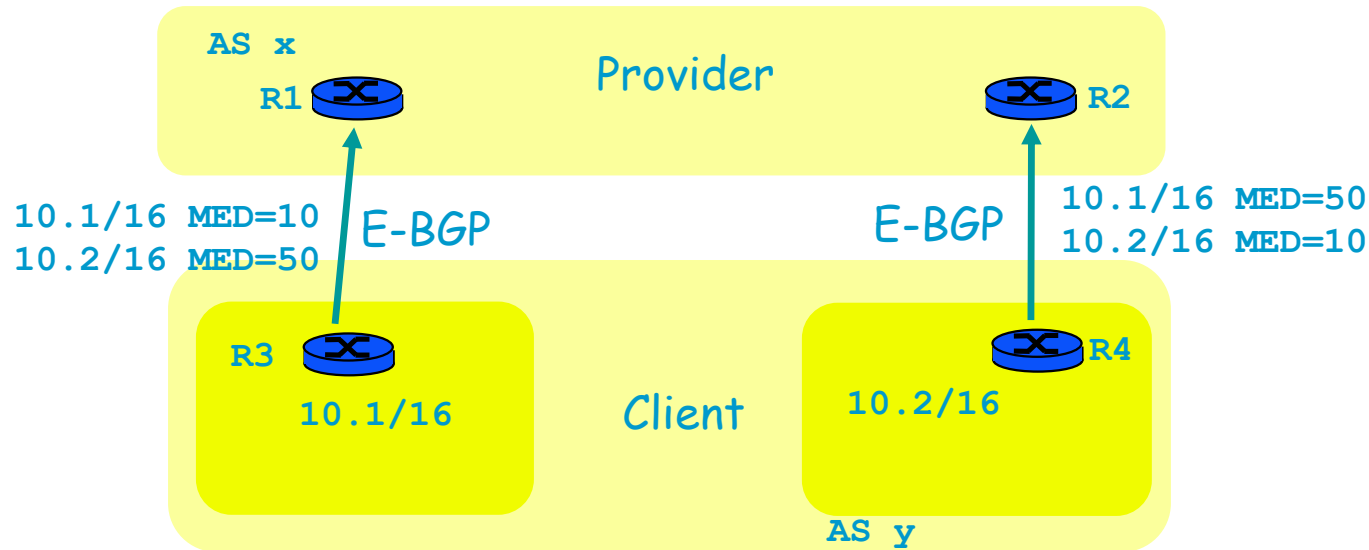 AS x
Provider
R1
R2
10.1/16 MED=10
10.2/16 MED=50
E-BGP
E-BGP
10.1/16 MED=50
10.2/16 MED=10
R3
R4
10.1/16
Client
10.2/16
AS y